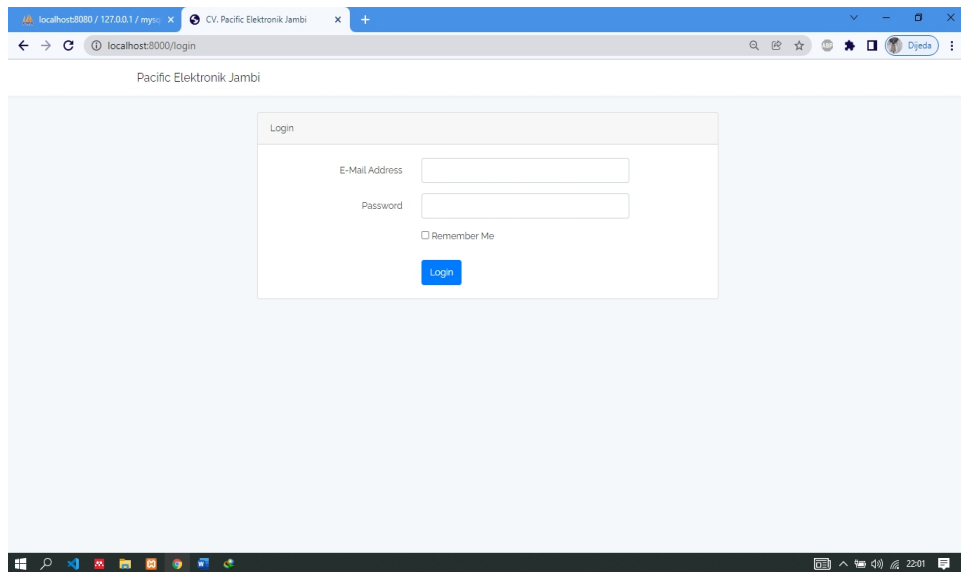 localhost:8080 / 127.0.0.1 / mysq
CV. Pacific Elektronik Jambi
localhost:8000/login
Dijeda
Pacific Elektronik Jambi
Login
E-Mail Address
Password
Remember Me
Login
22:01